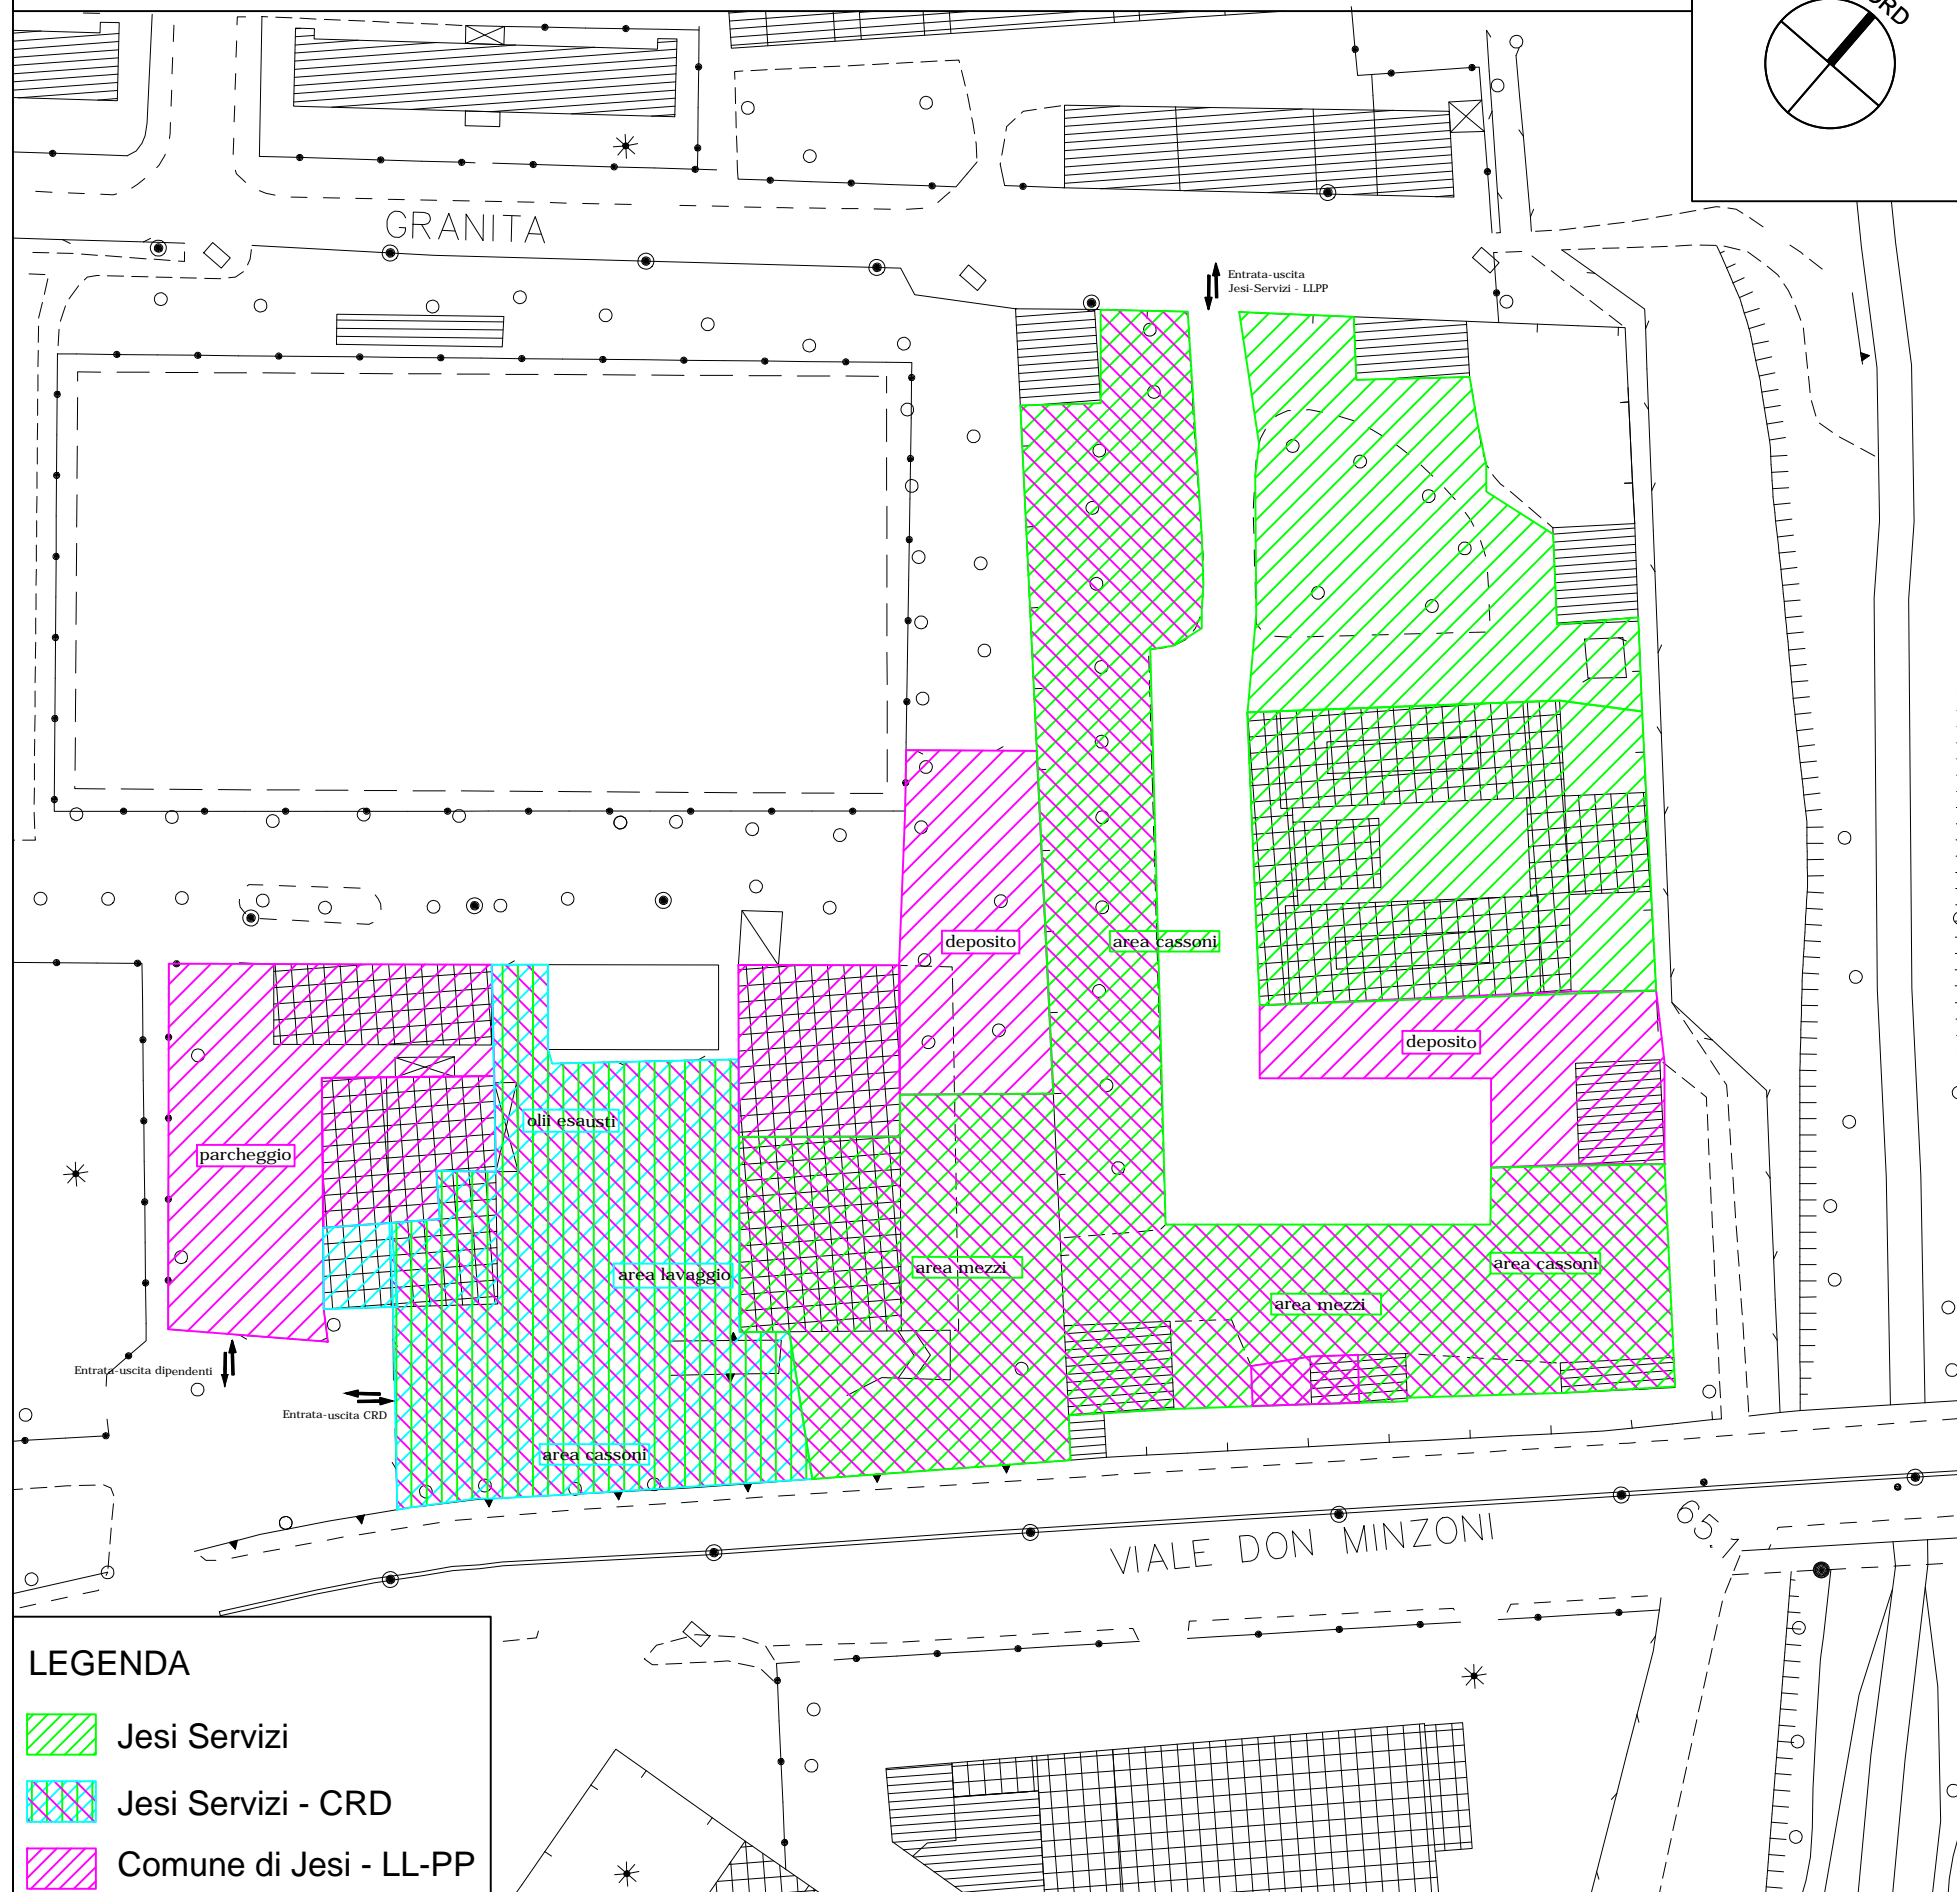 GRANITA
Entrata-uscita
Jesi-Servizi - LLPP
deposito
area cassoni
deposito
olii esausti
parcheggio
area lavaggio
area mezzi
area cassoni
area mezzi
Entrata-uscita dipendenti
Entrata-uscita CRD
area cassoni
VIALE DON MINZONI
LEGENDA
Jesi Servizi
Jesi Servizi - CRD
Comune di Jesi - LL-PP